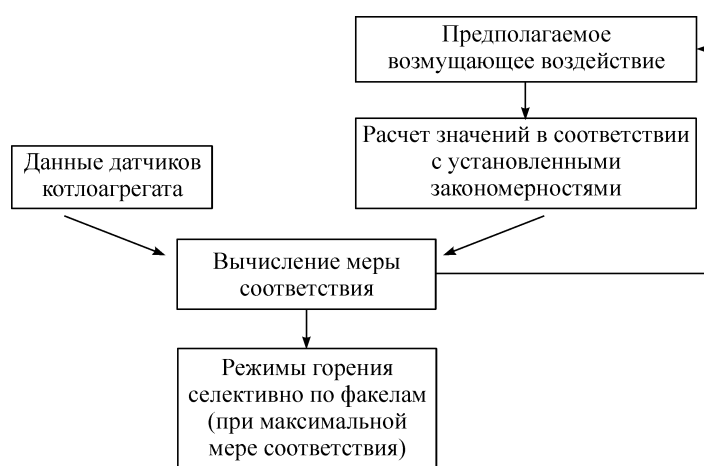 Предполагаемое
возмущающее воздействие
Расчет значений в соответствии
с установленными
закономерностями
Данные датчиков
котлоагрегата
Вычисление меры
соответствия
Режимы горения
селективно по факелам
(при максимальной
мере соответствия)